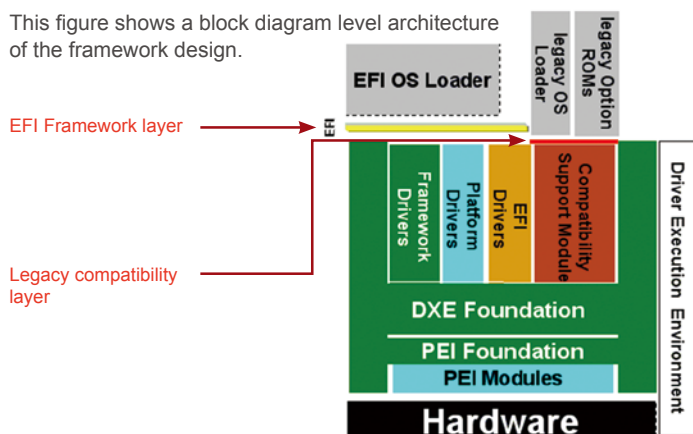 This figure shows a block diagram level architecture
of the framework design.
EFI OS Loader
legacy OS
Loader
legacy Option
ROMs
EFI Framework layer
EFI
Framework
Drivers
Platform
Drivers
EFI
Drivers
Compatibility
Support Module
Driver Execution Environment
Legacy compatibility
layer
DXE Foundation
PEI Foundation
PEI Modules
Hardware